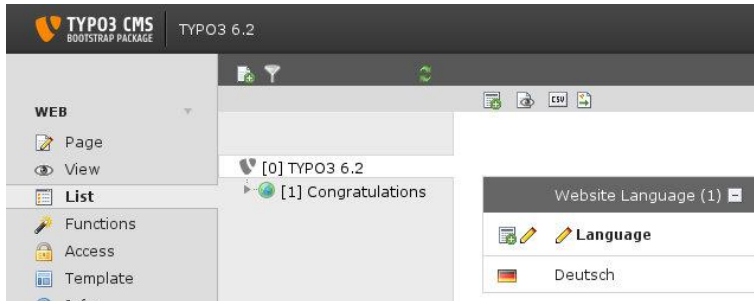 TYPO3 CMS
BOOTSTRAP PACKAGE
TYPO3 6.2
CSV
WEB
Page
View
List
Functions
Access
Template
[0] TYPO3 6.2
[1] Congratulations
Website Language (1)
Language
Deutsch